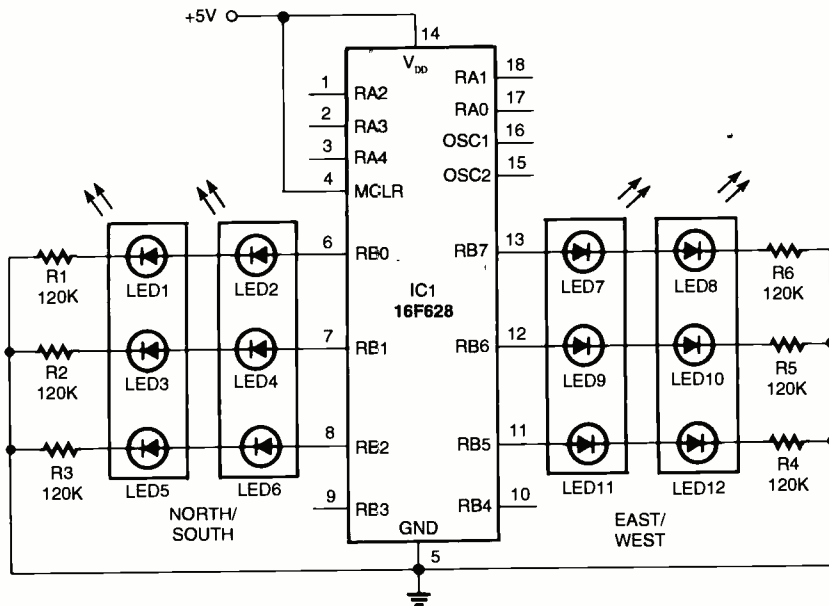 +5V
14
V_DD
1
RA2
RA1
18
2
RA3
RA0
17
3
RA4
OSC1
16
4
MCLR
OSC2
15
6
RB0
RB7
13
R1
120K
LED1
LED2
LED7
LED8
R6
120K
IC1
16F628
7
RB1
RB6
12
R2
120K
LED3
LED4
LED9
LED10
R5
120K
8
RB2
RB5
11
R3
120K
LED5
LED6
LED11
LED12
R4
120K
9
RB3
RB4
10
NORTH/
SOUTH
GND
5
EAST/
WEST